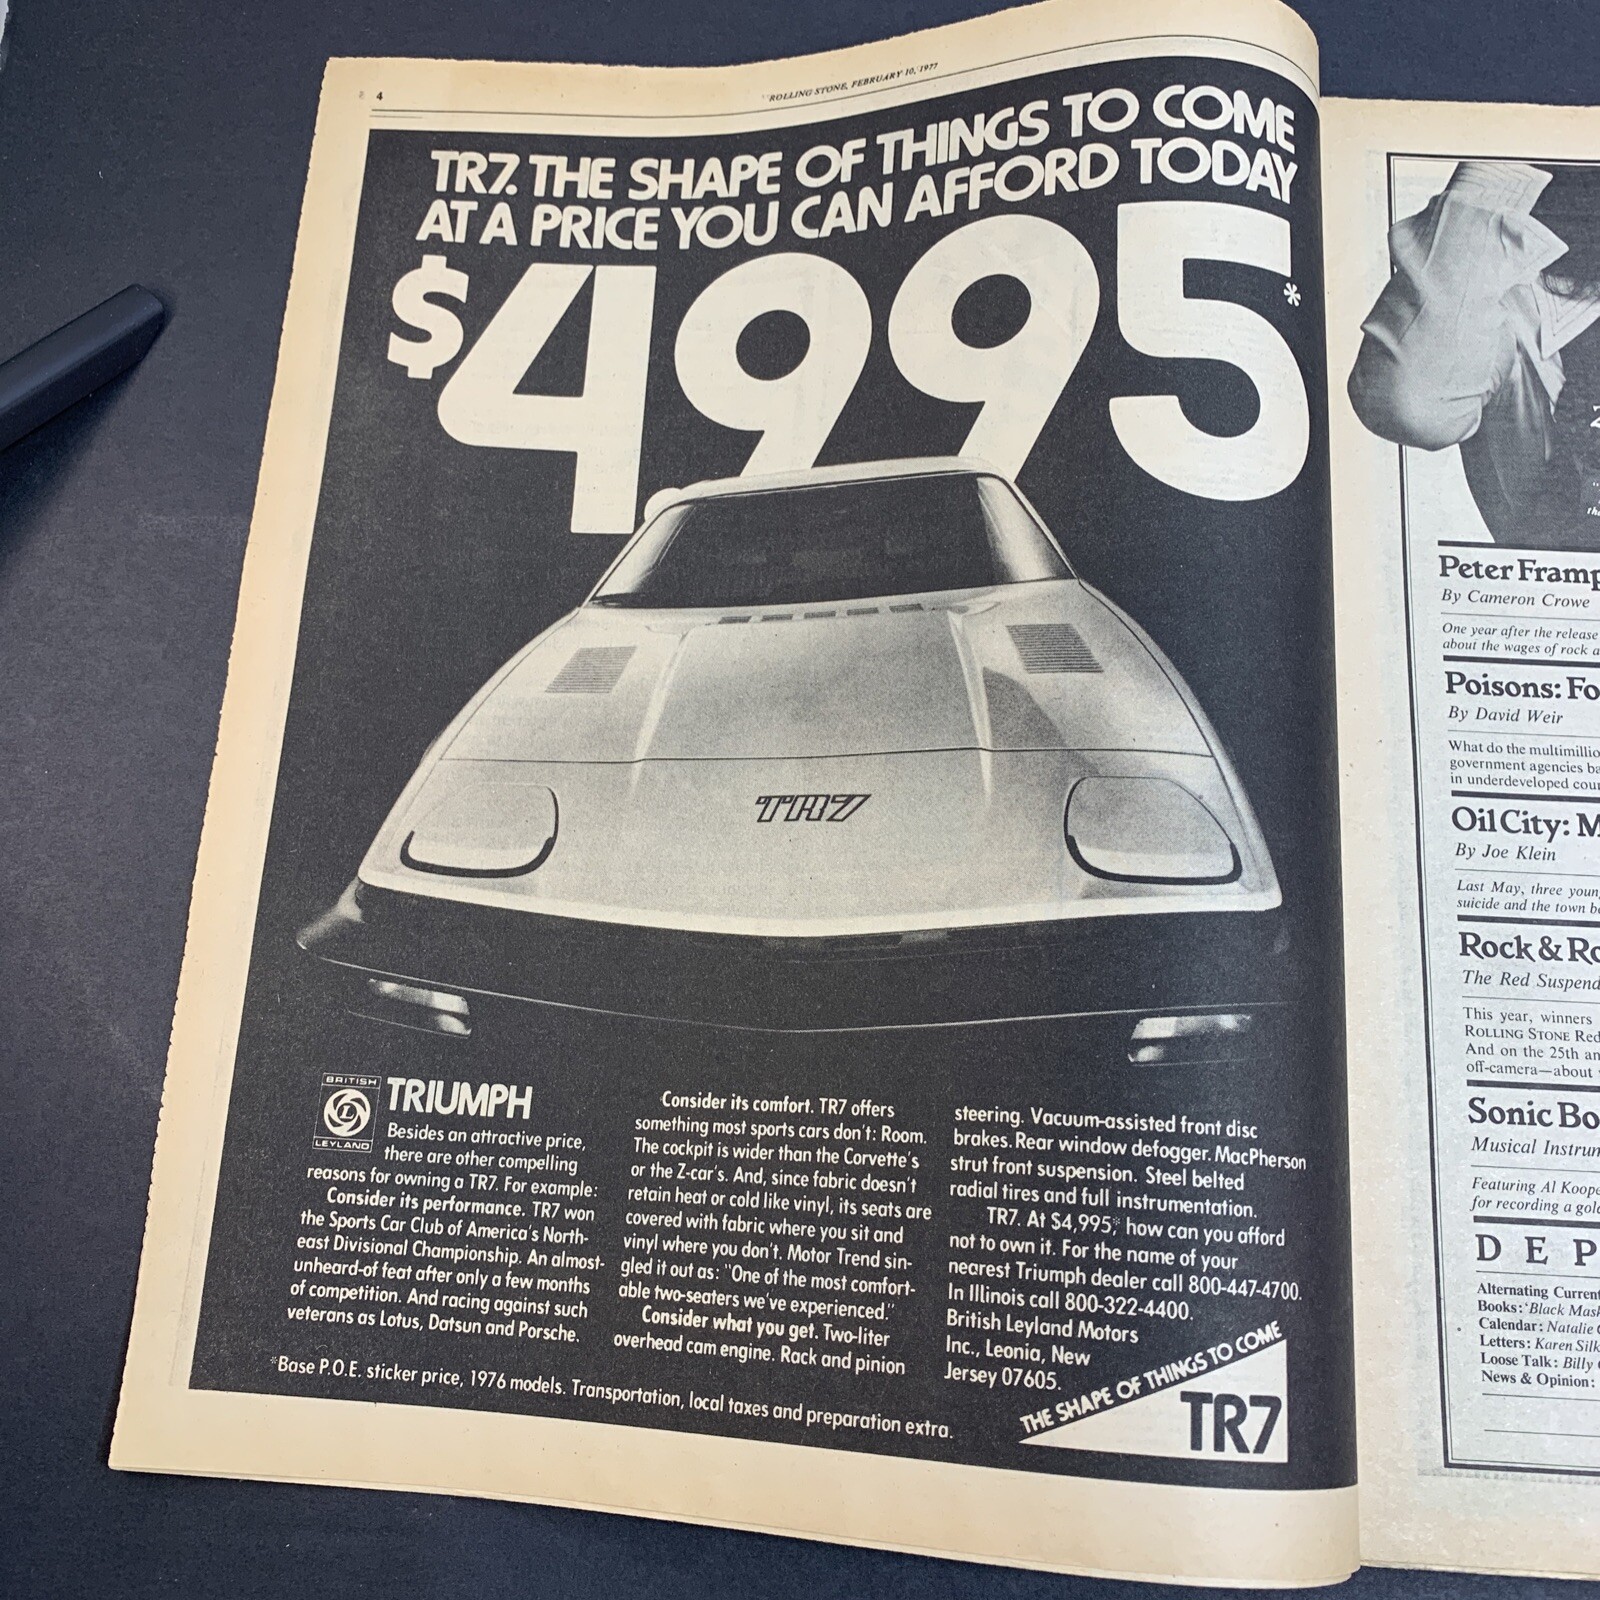 4
ROLLING STONE, FEBRUARY 10, 1977
TR7. THE SHAPE OF THINGS TO COME
AT A PRICE YOU CAN AFFORD TODAY
$4995*
TR7
BRITISH
L
LEYLAND
TRIUMPH
Besides an attractive price,
there are other compelling
reasons for owning a TR7. For example:
Consider its performance. TR7 won
the Sports Car Club of America's North-
east Divisional Championship. An almost-
unheard-of feat after only a few months
of competition. And racing against such
veterans as Lotus, Datsun and Porsche.
Consider its comfort. TR7 offers
something most sports cars don't: Room.
The cockpit is wider than the Corvette's
or the Z-car's. And, since fabric doesn't
retain heat or cold like vinyl, its seats are
covered with fabric where you sit and
vinyl where you don't. Motor Trend sin-
gled it out as: "One of the most comfort-
able two-seaters we've experienced."
Consider what you get. Two-liter
overhead cam engine. Rack and pinion
steering. Vacuum-assisted front disc
brakes. Rear window defogger. MacPherson
strut front suspension. Steel belted
radial tires and full instrumentation.
TR7. At $4,995* how can you afford
not to own it. For the name of your
nearest Triumph dealer call 800-447-4700.
In Illinois call 800-322-4400.
British Leyland Motors
Inc., Leonia, New
Jersey 07605.
*Base P.O.E. sticker price, 1976 models. Transportation, local taxes and preparation extra.
THE SHAPE OF THINGS TO COME
TR7
Peter Framp
By Cameron Crowe
One year after the release
about the wages of rock a
Poisons: Fo
By David Weir
What do the multimillio
government agencies ba
in underdeveloped cou
Oil City: M
By Joe Klein
Last May, three youn
suicide and the town b
Rock & Ro
The Red Suspend
This year, winners
ROLLING STONE Red
And on the 25th an
off-camera—about
Sonic Bo
Musical Instrum
Featuring Al Koope
for recording a gol
DEP
Alternating Current
Books: 'Black Mask
Calendar: Natalie
Letters: Karen Silk
Loose Talk: Billy
News & Opinion: